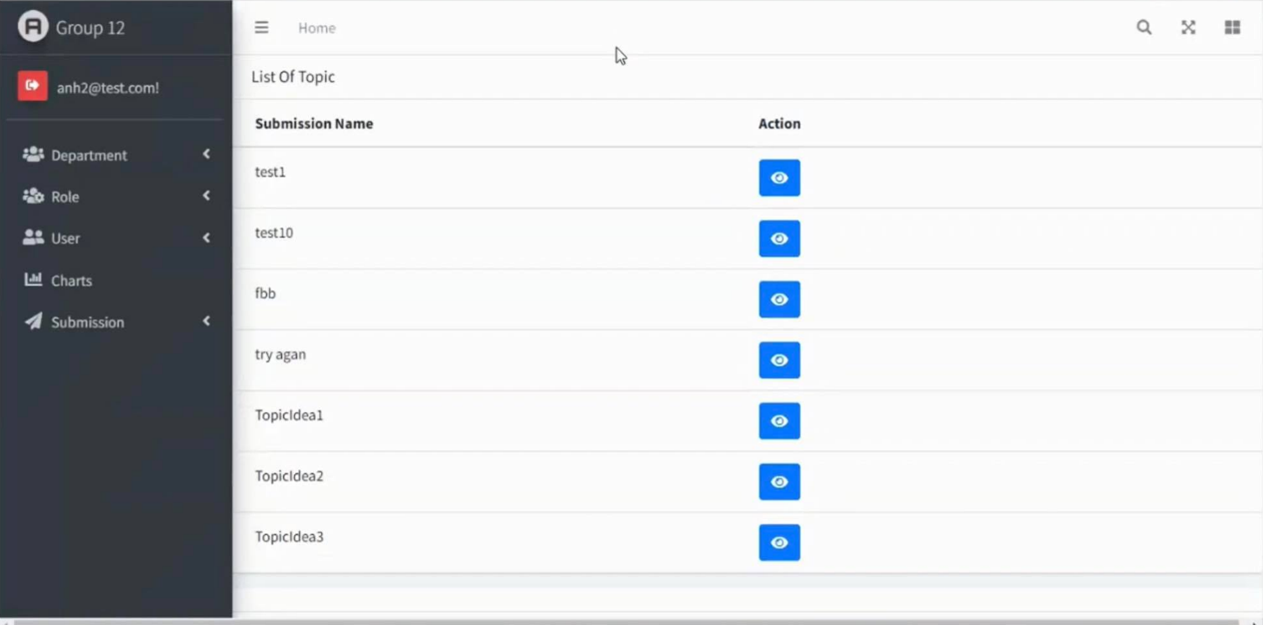 Group 12
Home
anh2@test.com!
Department
Role
User
Charts
Submission
List Of Topic
Submission Name Action
test1
test10
fbb
try agan
TopicIdea1
TopicIdea2
TopicIdea3